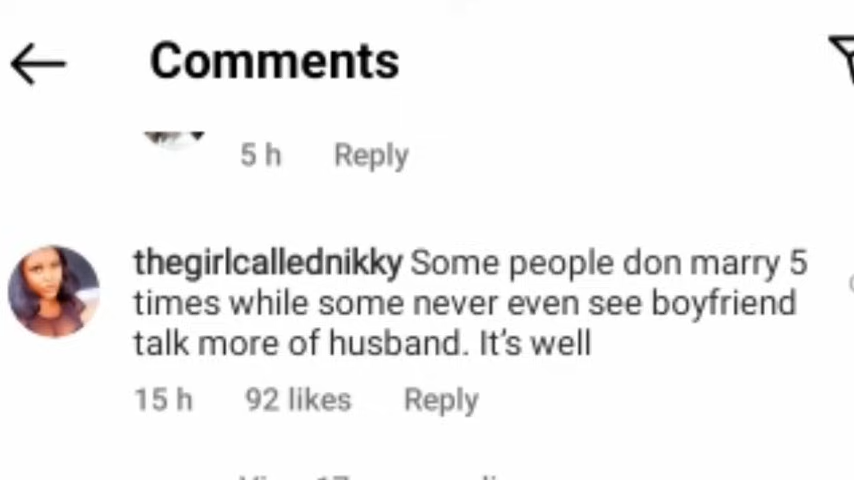 Comments
5 h Reply
thegirlcallednikky Some people don marry 5
times while some never even see boyfriend
talk more of husband. It's well
15 h 92 likes Reply